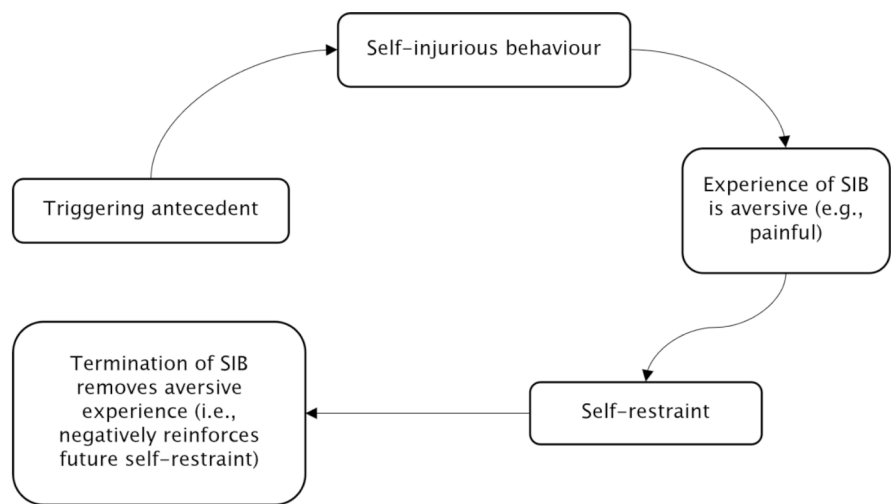 Self-injurious behaviour
Triggering antecedent
Experience of SIB
is aversive (e.g.,
painful)
Self-restraint
Termination of SIB
removes aversive
experience (i.e.,
negatively reinforces
future self-restraint)